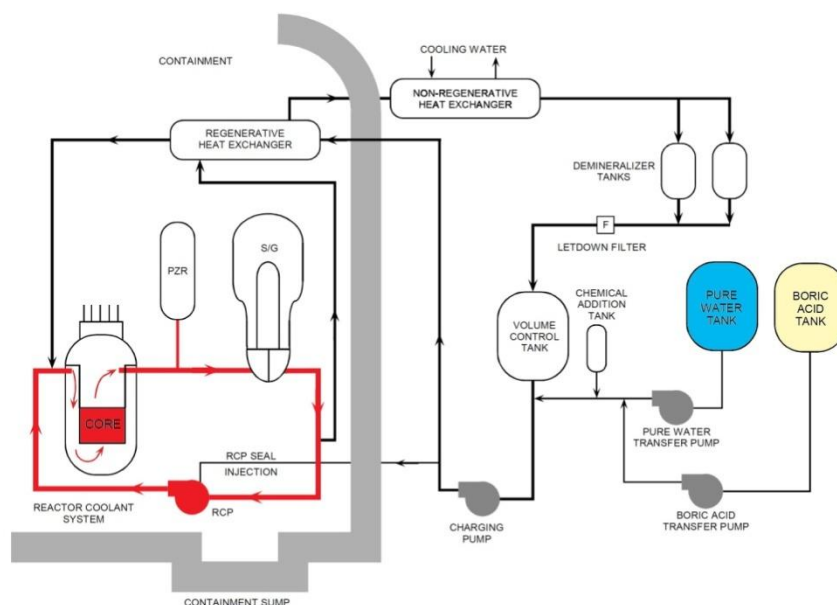 COOLING WATER
CONTAINMENT
NON-REGENERATIVE
HEAT EXCHANGER
REGENERATIVE
HEAT EXCHANGER
DEMINERALIZER
TANKS
F
LETDOWN FILTER
S/G
PZR
CHEMICAL
ADDITION
TANK
PURE
WATER
TANK
BORIC
ACID
TANK
VOLUME
CONTROL
TANK
CORE
PURE WATER
TRANSFER PUMP
RCP SEAL
INJECTION
REACTOR COOLANT
SYSTEM
RCP
CHARGING
PUMP
BORIC ACID
TRANSFER PUMP
CONTAINMENT SUMP